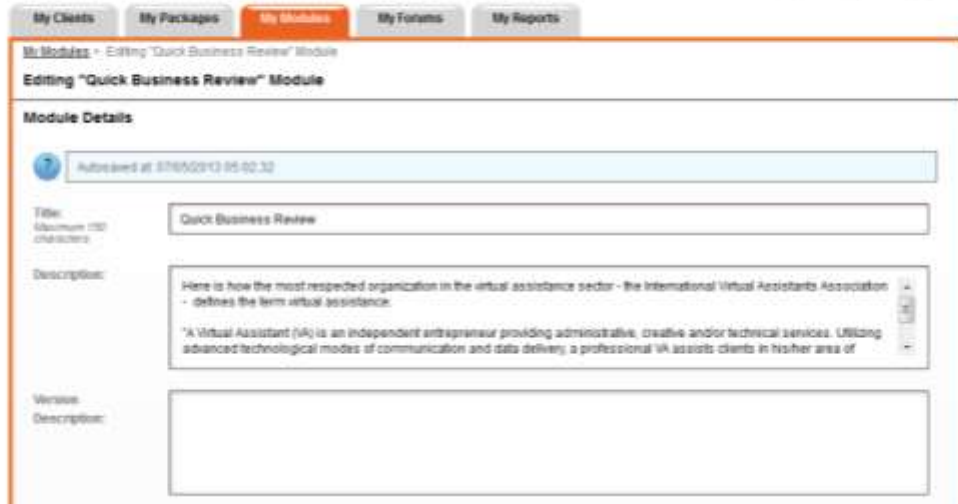 My Clients My Packages My Modules My Forums My Reports
My Modules > Editing "Quick Business Review" Module
Editing "Quick Business Review" Module
Module Details
? Autosaved at: 07/05/2013 05:02:32
Title:
Maximum 150
characters
Quick Business Review
Description:
Here is how the most respected organization in the virtual assistance sector - the International Virtual Assistants Association
- defines the term virtual assistance:
"A Virtual Assistant (VA) is an independent entrepreneur providing administrative, creative and/or technical services. Utilizing
advanced technological modes of communication and data delivery, a professional VA assists clients in his/her area of
Version
Description: